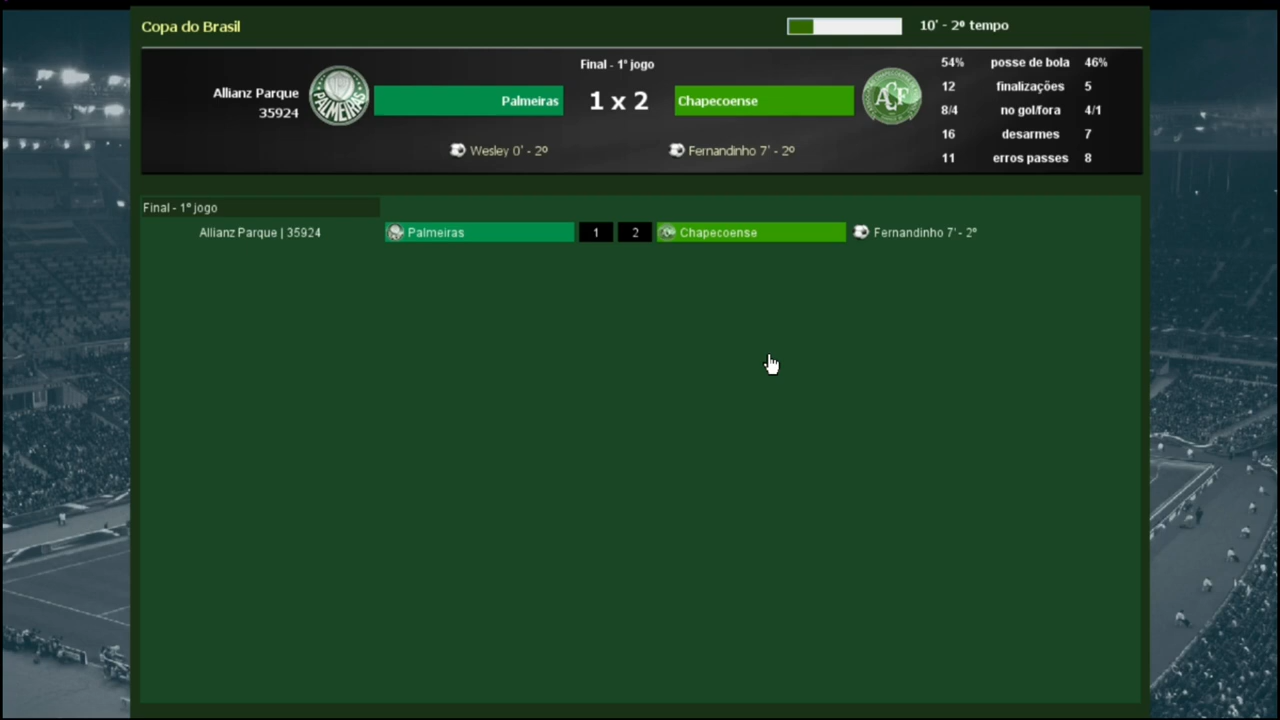 Copa do Brasil
10' - 2º tempo
Final - 1º jogo
Allianz Parque
35924
PALMEIRAS
Palmeiras
1 x 2
Chapecoense
ACF
Wesley 0' - 2º
Fernandinho 7' - 2º
54% posse de bola 46%
12 finalizações 5
8/4 no gol/fora 4/1
16 desarmes 7
11 erros passes 8
Final - 1º jogo
Allianz Parque | 35924 Palmeiras 1 2 Chapecoense Fernandinho 7' - 2º